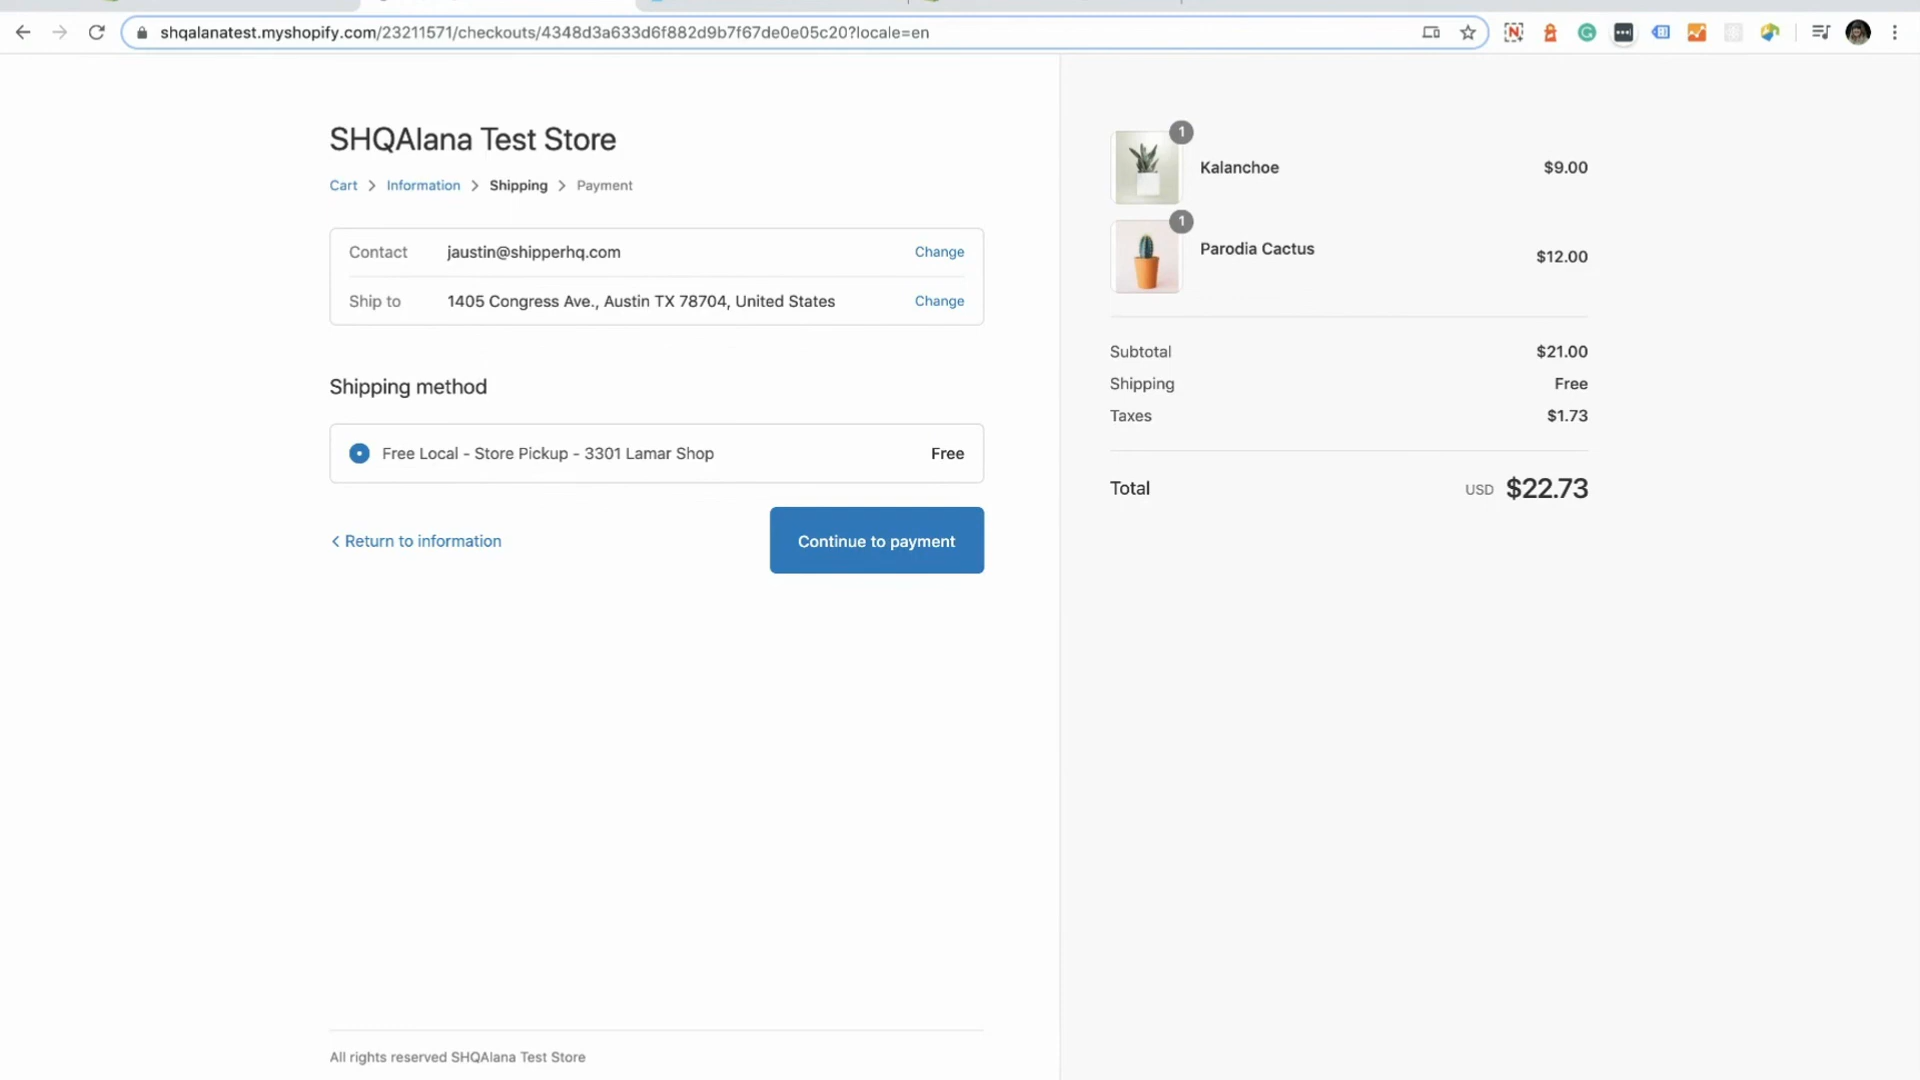 shqalanatest.myshopify.com/23211571/checkouts/4348d3a633d6f882d9b7f67de0e05c20?locale=en
SHQAlana Test Store
Cart > Information > Shipping > Payment
Contact jaustin@shipperhq.com Change
Ship to 1405 Congress Ave., Austin TX 78704, United States Change
Shipping method
Free Local - Store Pickup - 3301 Lamar Shop Free
< Return to information
Continue to payment
All rights reserved SHQAlana Test Store
1
Kalanchoe $9.00
1
Parodia Cactus $12.00
Subtotal $21.00
Shipping Free
Taxes $1.73
Total USD $22.73